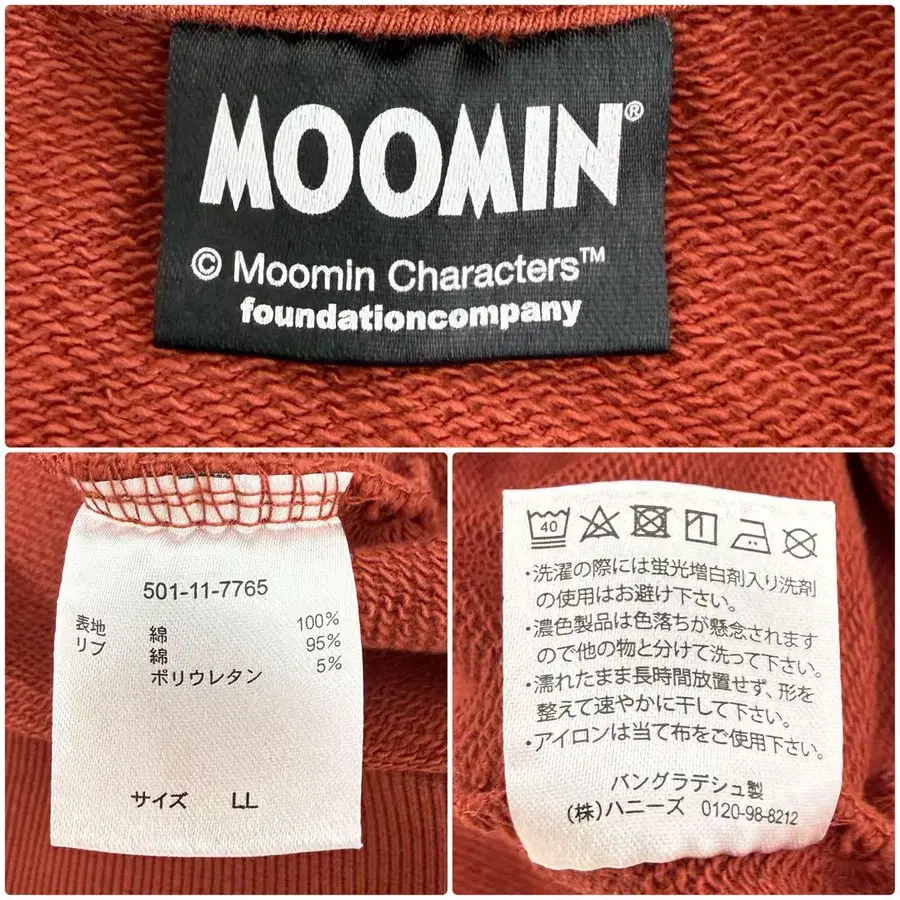 MOOMIN®
© Moomin Characters™
foundationcompany
501-11-7765
表地 綿 100%
リブ 綿 95%
ポリウレタン 5%
サイズ LL
40
・洗濯の際には蛍光増白剤入り洗剤
の使用はお避け下さい。
・濃色製品は色落ちが懸念されます
ので他の物と分けて洗って下さい。
・濡れたまま長時間放置せず、形を
整えて速やかに干して下さい。
・アイロンは当て布をご使用下さい。
バングラデシュ製
(株)ハニーズ 0120-98-8212